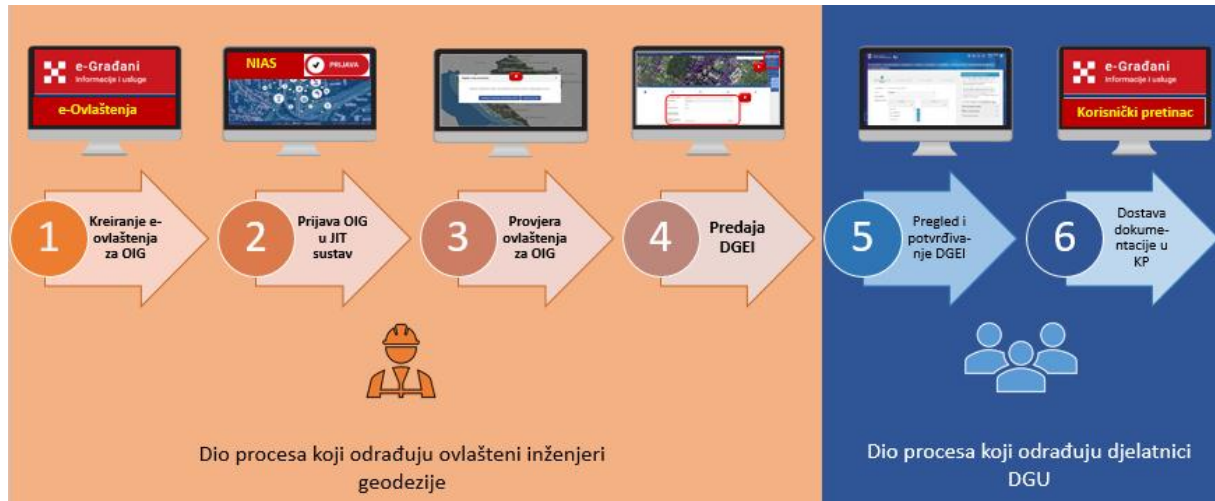 e-Građani
Informacije i usluge
e-Ovlaštenja
NIAS
PRIJAVA
e-Građani
Informacije i usluge
Korisnički pretinac
1
Kreiranje e-
ovlaštenja
za OIG
2
Prijava OIG
u JIT
sustav
3
Provjera
ovlaštenja
za OIG
4
Predaja
DGEI
5
Pregled i
potvrđiva-
nje DGEI
6
Dostava
dokume-
ntacije u
KP
Dio procesa koji odrađuju ovlašteni inženjeri
geodezije
Dio procesa koji odrađuju djelatnici
DGU